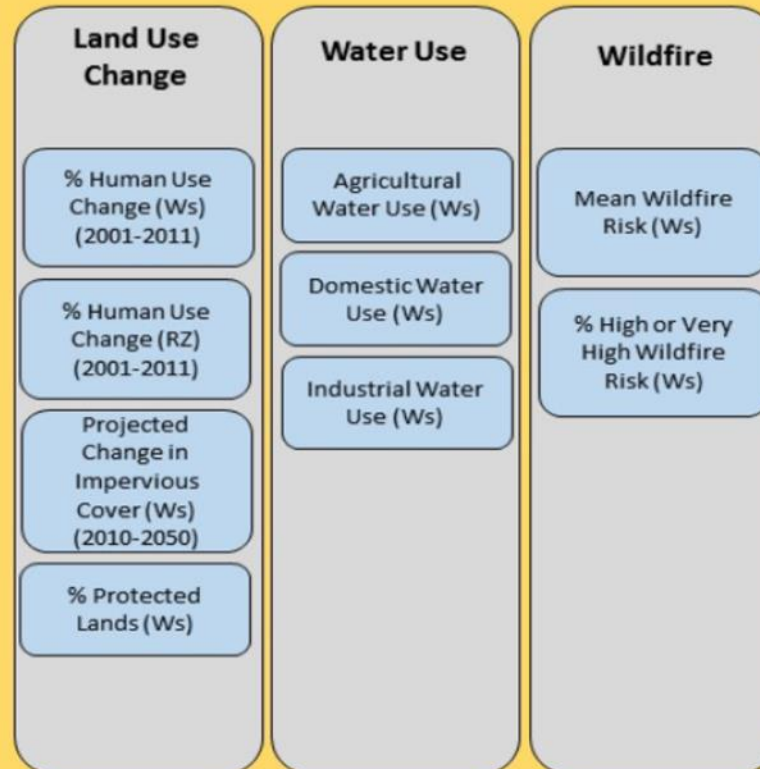 Land Use
Change
% Human Use
Change (Ws)
(2001-2011)
% Human Use
Change (RZ)
(2001-2011)
Projected
Change in
Impervious
Cover (Ws)
(2010-2050)
% Protected
Lands (Ws)
Water Use
Agricultural
Water Use (Ws)
Domestic Water
Use (Ws)
Industrial Water
Use (Ws)
Wildfire
Mean Wildfire
Risk (Ws)
% High or Very
High Wildfire
Risk (Ws)